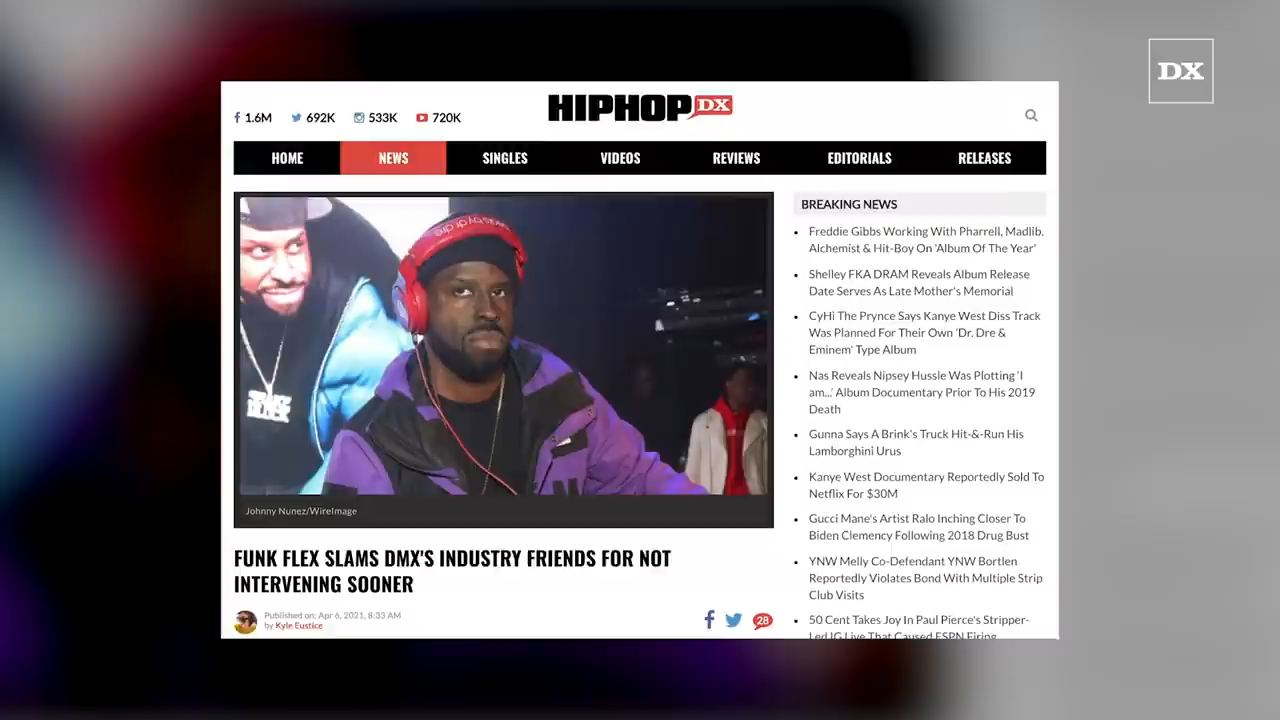 DX
1.6M 692K 533K 720K
HIPHOPDX
HOME NEWS SINGLES VIDEOS REVIEWS EDITORIALS RELEASES
Johnny Nunez/WireImage
FUNK FLEX SLAMS DMX'S INDUSTRY FRIENDS FOR NOT
INTERVENING SOONER
Published on: Apr 6, 2021, 8:33 AM
by Kyle Eustice
28
BREAKING NEWS
Freddie Gibbs Working With Pharrell, Madlib,
Alchemist & Hit-Boy On 'Album Of The Year'
Shelley FKA DRAM Reveals Album Release
Date Serves As Late Mother's Memorial
CyHi The Prynce Says Kanye West Diss Track
Was Planned For Their Own 'Dr. Dre &
Eminem' Type Album
Nas Reveals Nipsey Hussle Was Plotting 'I
am...' Album Documentary Prior To His 2019
Death
Gunna Says A Brink's Truck Hit-&-Run His
Lamborghini Urus
Kanye West Documentary Reportedly Sold To
Netflix For $30M
Gucci Mane's Artist Ralo Inching Closer To
Biden Clemency Following 2018 Drug Bust
YNW Melly Co-Defendant YNW Bortlen
Reportedly Violates Bond With Multiple Strip
Club Visits
50 Cent Takes Joy In Paul Pierce's Stripper-
Led IG Live That Caused ESPN Firing